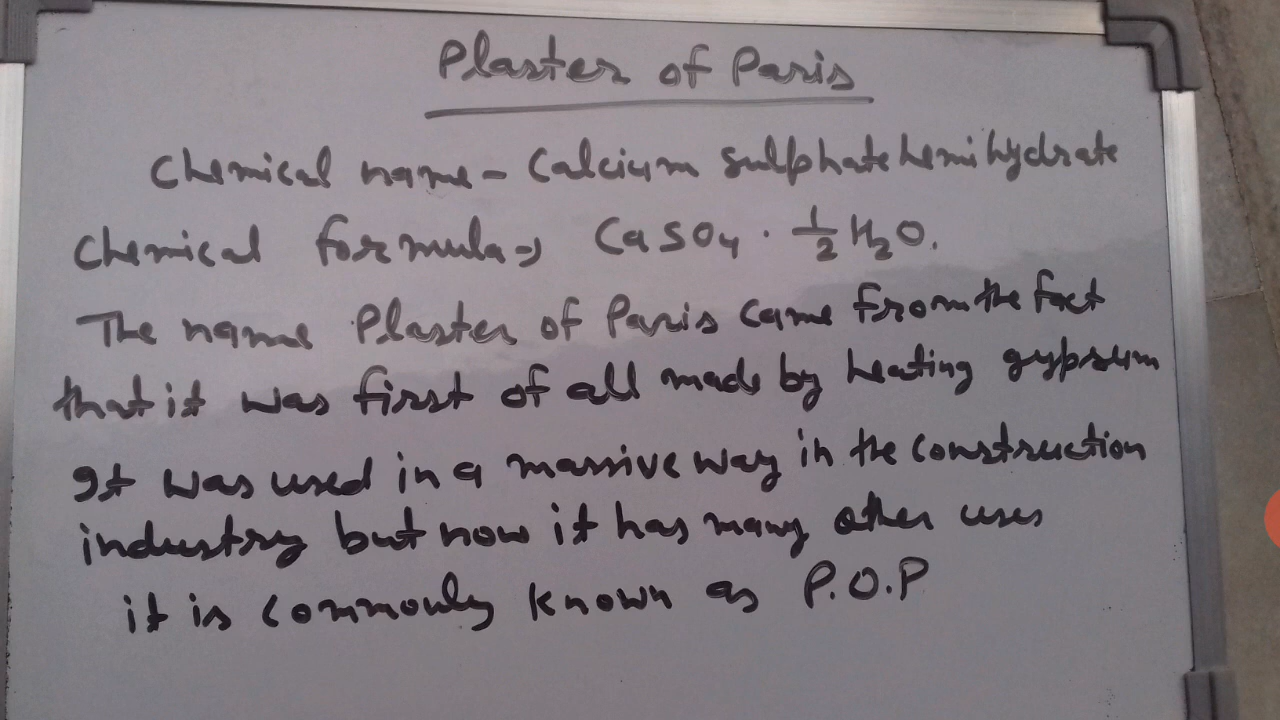 Plaster of Paris
Chemical name - Calcium sulphate hemihydrate
Chemical formula => CaSO₄ · ½ H₂O.
The name Plaster of Paris came from the fact
that it was first of all made by heating gypsum
It was used in a massive way in the construction
industry but now it has many other uses
it is commonly known as P.O.P